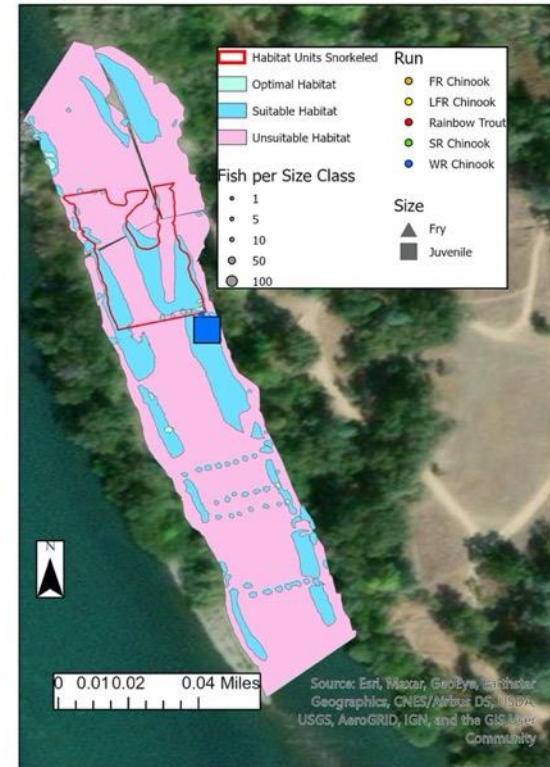 Habitat Units Snorkeled
Optimal Habitat
Suitable Habitat
Unsuitable Habitat
Fish per Size Class
1
5
10
50
100
Run
FR Chinook
LFR Chinook
Rainbow Trout
SR Chinook
WR Chinook
Size
Fry
Juvenile
N
0 0.010.02 0.04 Miles
Source: Esri, Maxar, GeoEye, Earthstar
Geographics, CNES/Airbus DS, USDA,
USGS, AeroGRID, IGN, and the GIS User
Community